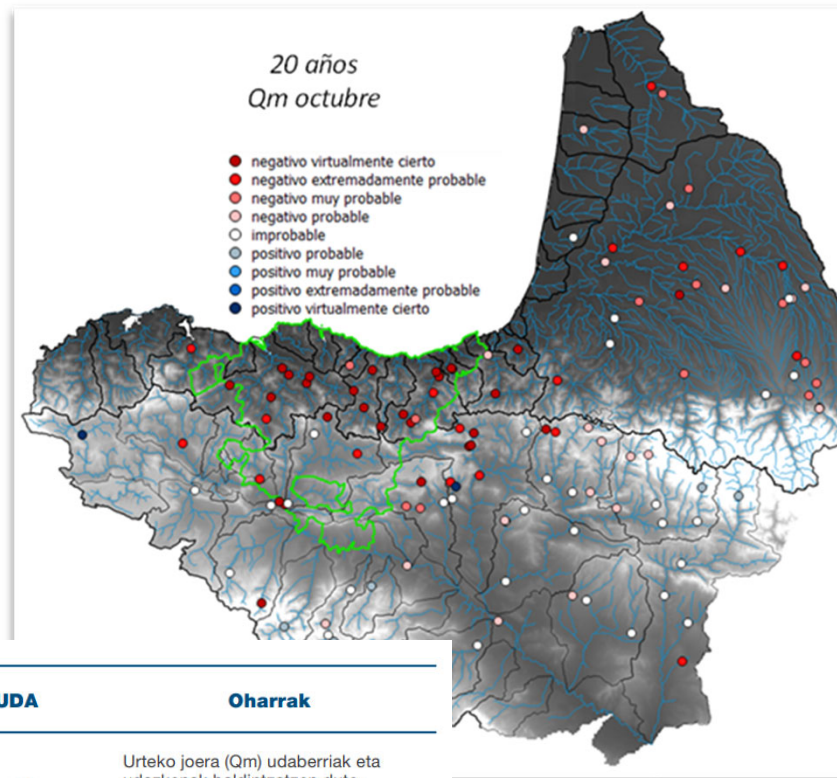 20 años
Qm octubre
negativo virtualmente cierto
negativo extremadamente probable
negativo muy probable
negativo probable
improbable
positivo probable
positivo muy probable
positivo extremadamente probable
positivo virtualmente cierto
UDA Oharrak
Urteko joera (Qm) udaberriak eta